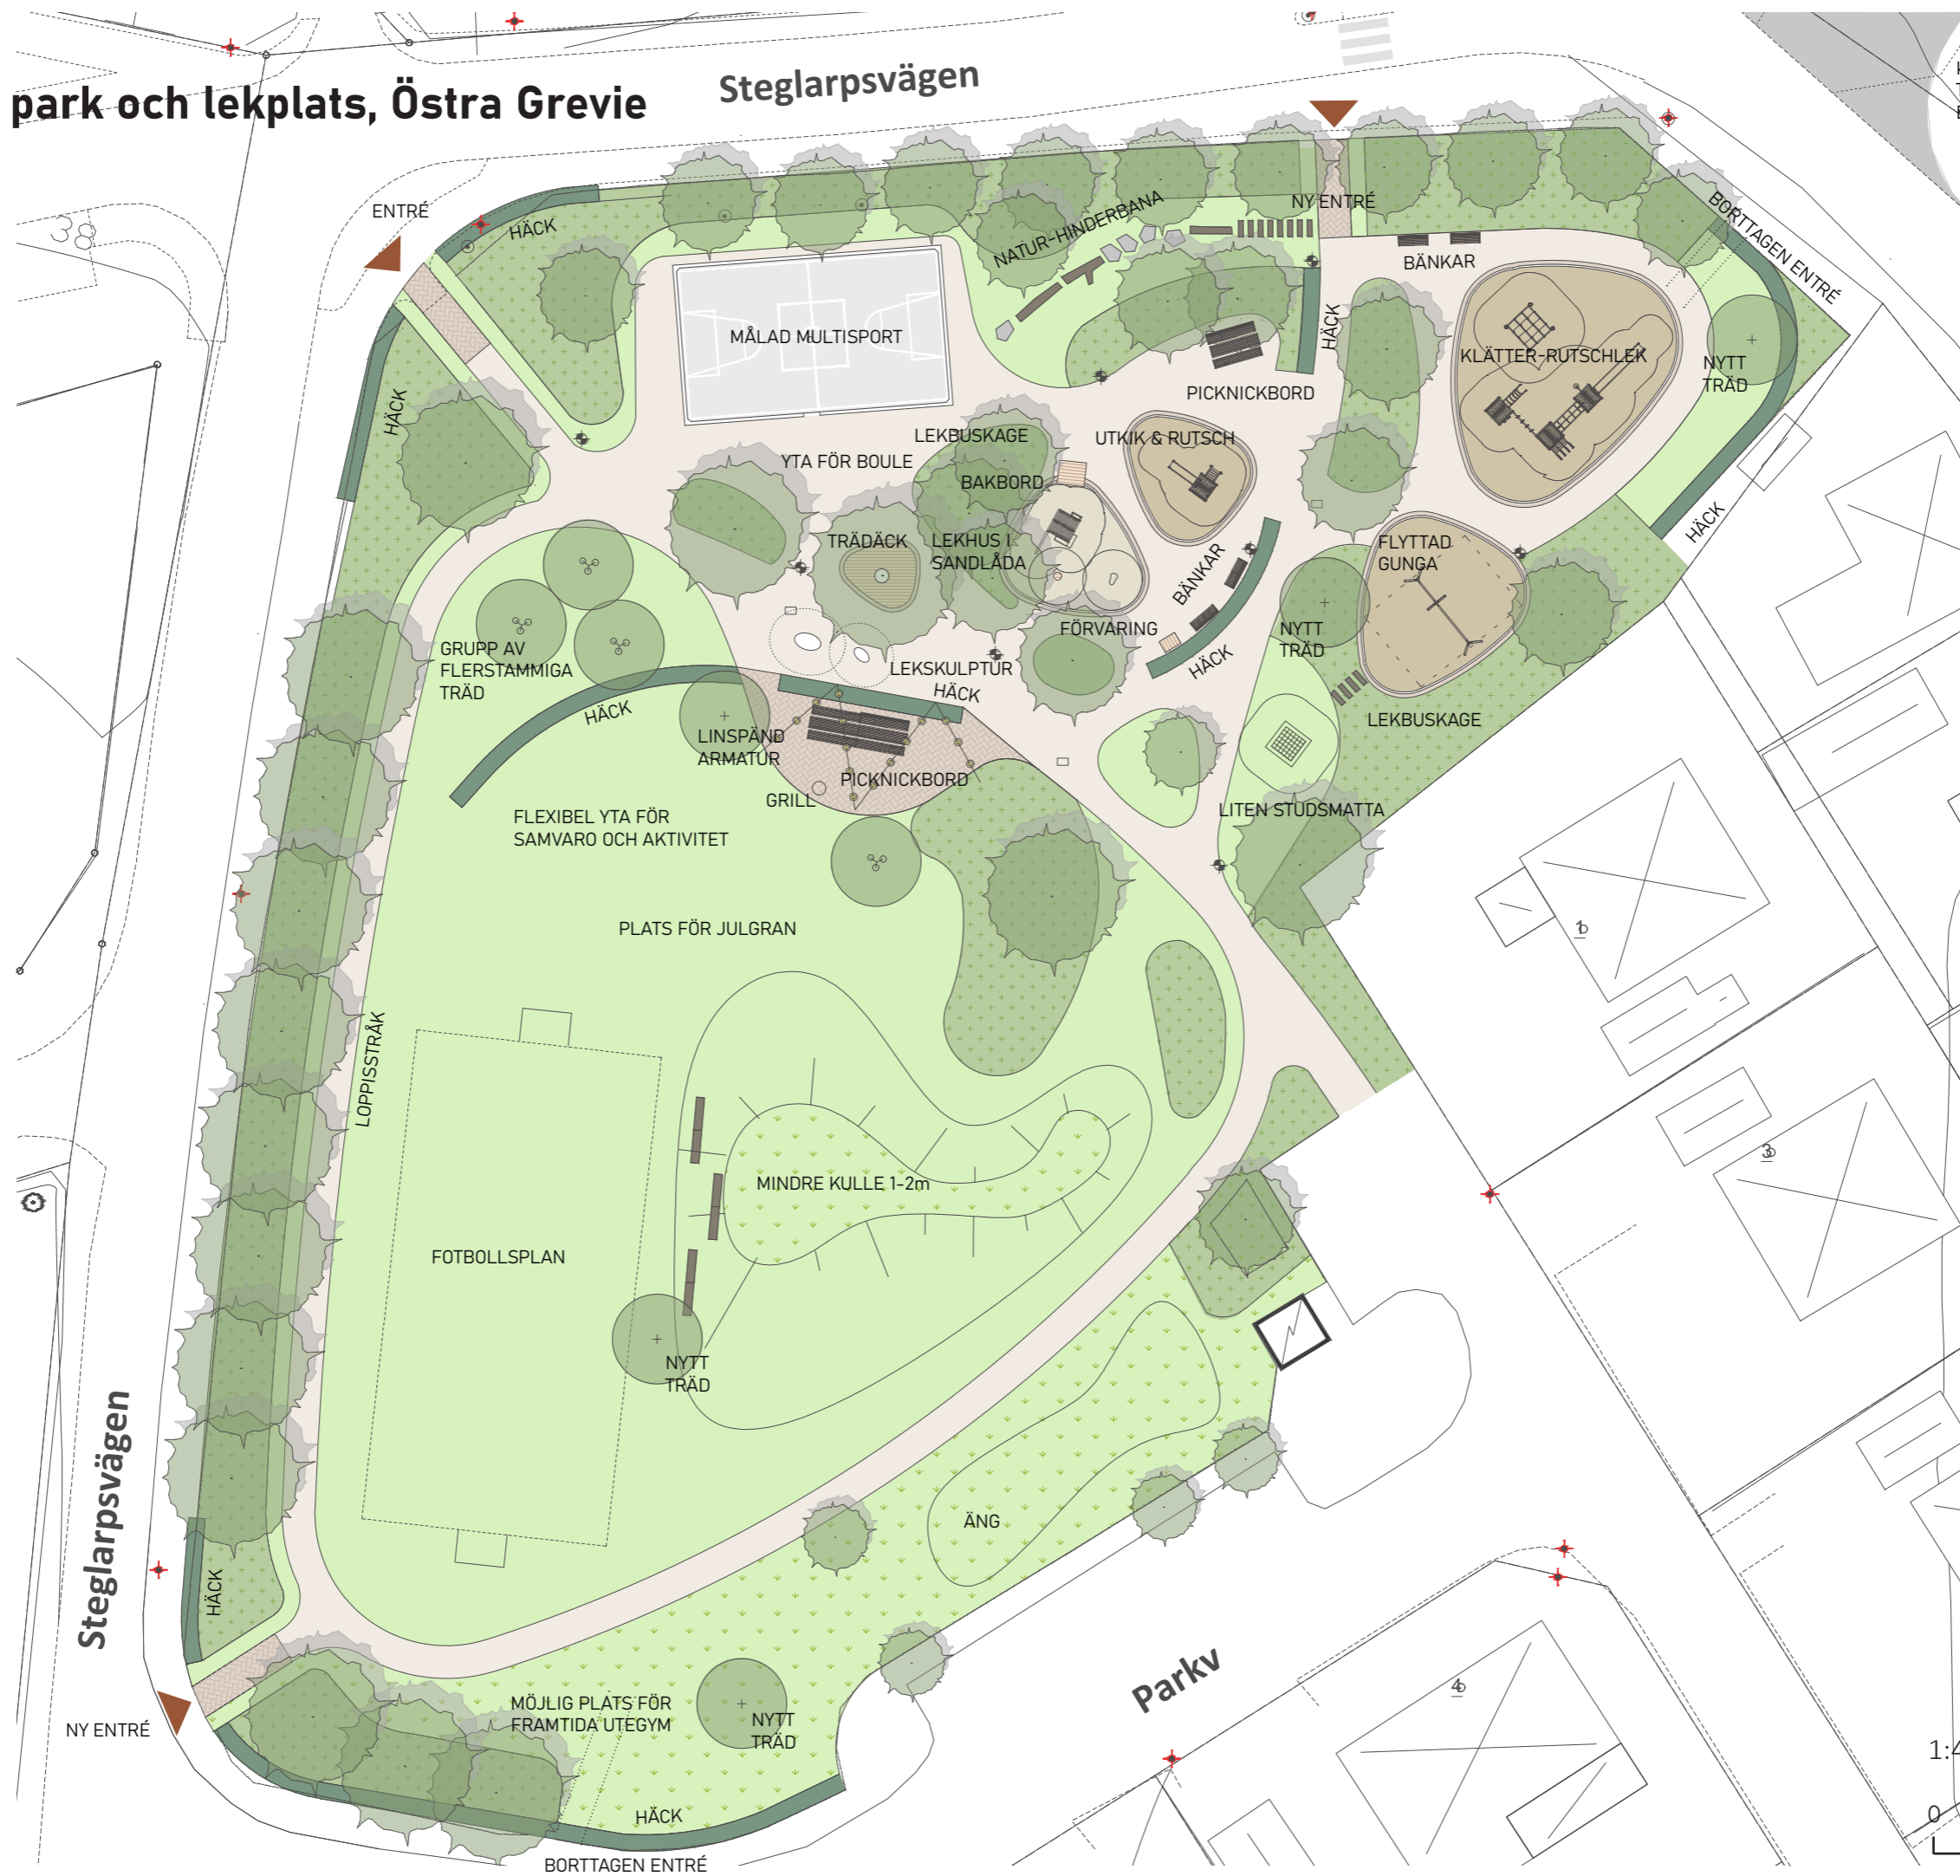 Steglarpsvägen
park och lekplats, Östra Grevie
ENTRÉ
HÄCK
NATUR-HINDERBANA
NY ENTRÉ
BORTTAGEN ENTRÉ
BÄNKAR
HÄCK
MÅLAD MULTISPORT
KLÄTTER-RUTSCHLEK
NYTT
TRÄD
PICKNICKBORD
HÄCK
LEKBUSKAGE
UTKIK & RUTSCH
YTA FÖR BOULE
BAKBORD
HÄCK
TRÄDÄCK
LEKHUS I
SANDLÅDA
FLYTTAD
GUNGA
BÄNKAR
FÖRVARING
NYTT
TRÄD
GRUPP AV
FLERSTAMMIGA
TRÄD
LEKSKULPTUR
HÄCK
HÄCK
HÄCK
LEKBUSKAGE
LINSPÄND
ARMATUR
PICKNICKBORD
GRILL
LITEN STUDSMATTA
FLEXIBEL YTA FÖR
SAMVARO OCH AKTIVITET
PLATS FÖR JULGRAN
LOPPISSTRÅK
MINDRE KULLE 1-2m
FOTBOLLSPLAN
NYTT
TRÄD
Steglarpsvägen
ÄNG
HÄCK
Parkv
MÖJLIG PLATS FÖR
FRAMTIDA UTEGYM
NYTT
TRÄD
NY ENTRÉ
HÄCK
BORTTAGEN ENTRÉ
1:4
0